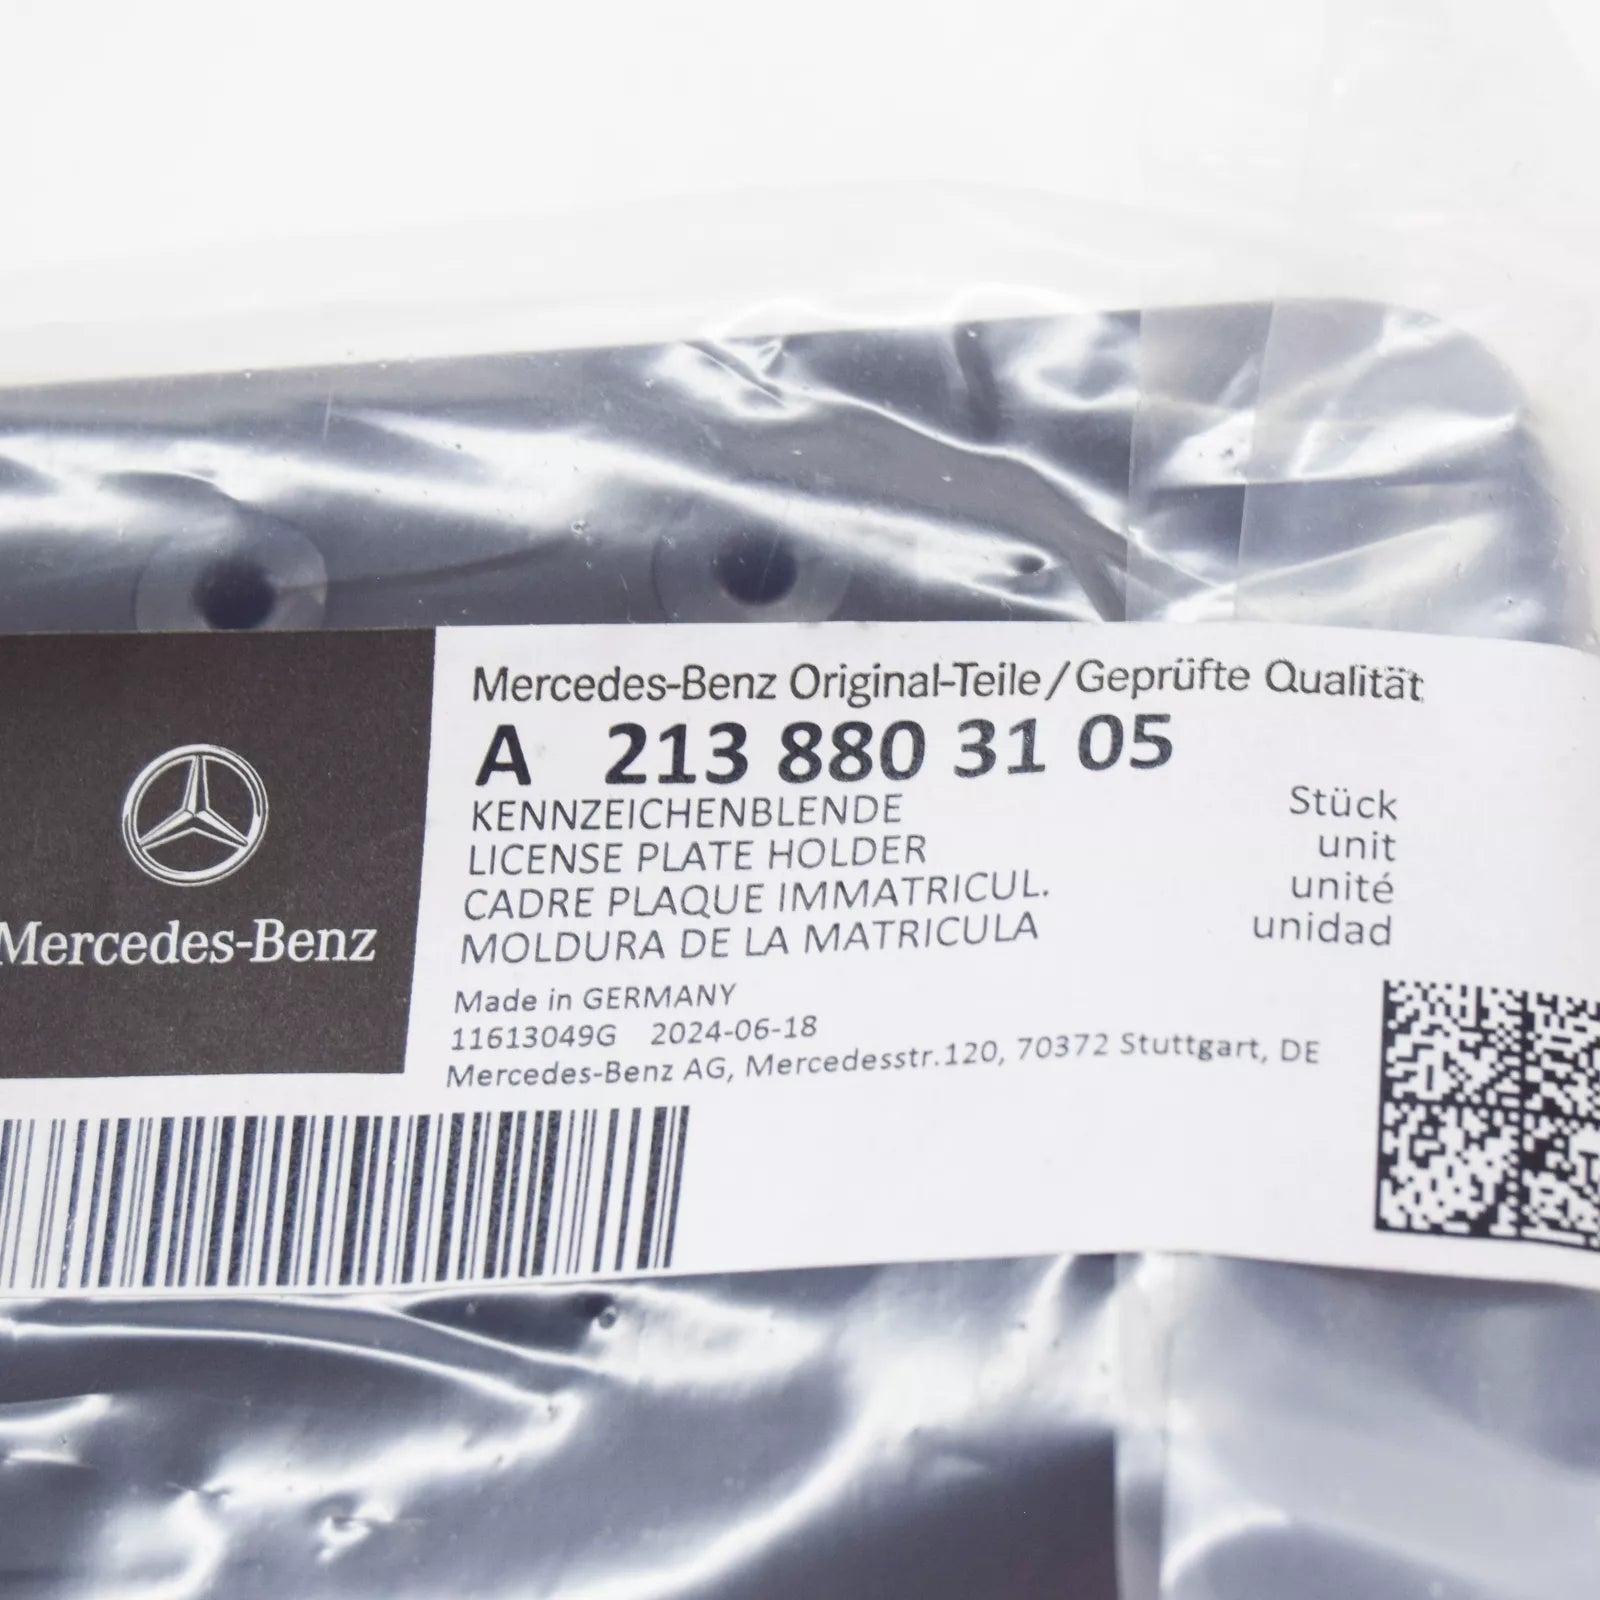 Mercedes-Benz
Mercedes-Benz Original-Teile/Geprüfte Qualität
A 213 880 31 05
KENNZEICHENBLENDE Stück
LICENSE PLATE HOLDER unit
CADRE PLAQUE IMMATRICUL. unité
MOLDURA DE LA MATRICULA unidad
Made in GERMANY
11613049G 2024-06-18
Mercedes-Benz AG, Mercedesstr.120, 70372 Stuttgart, DE